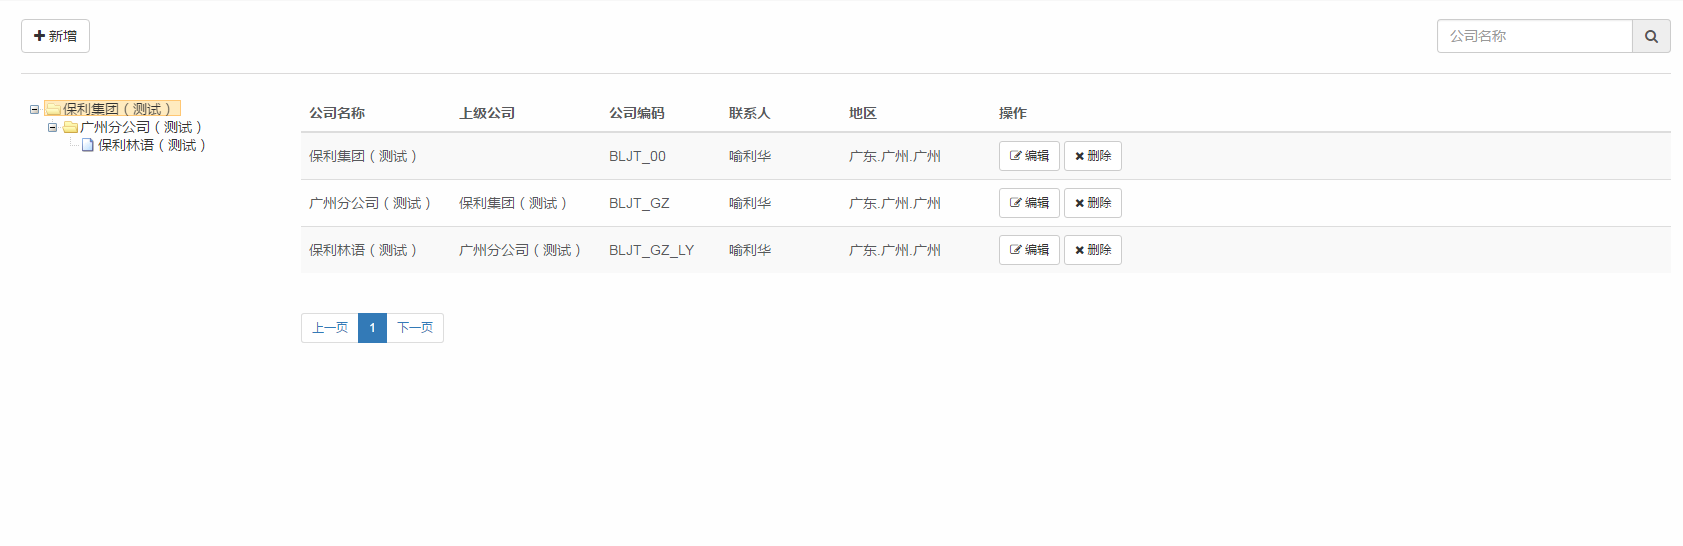 新增
公司名称
保利集团（测试）
广州分公司（测试）
保利林语（测试）
公司名称 上级公司 公司编码 联系人 地区 操作
保利集团（测试） BLJT_00 喻利华 广东.广州.广州 编辑 删除
广州分公司（测试） 保利集团（测试） BLJT_GZ 喻利华 广东.广州.广州 编辑 删除
保利林语（测试） 广州分公司（测试） BLJT_GZ_LY 喻利华 广东.广州.广州 编辑 删除
上一页 1 下一页